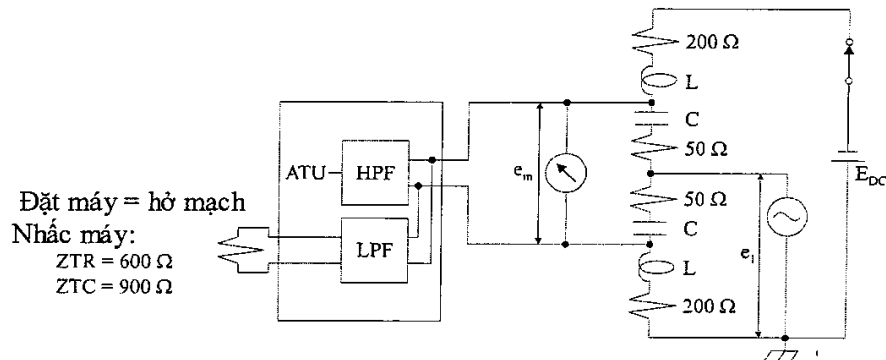 200 Ω
L
C
50 Ω
ATU
HPF
e_m
50 Ω
E_DC
Đặt máy = hở mạch
Nhấc máy:
LPF
C
e_l
ZTR = 600 Ω
ZTC = 900 Ω
L
200 Ω